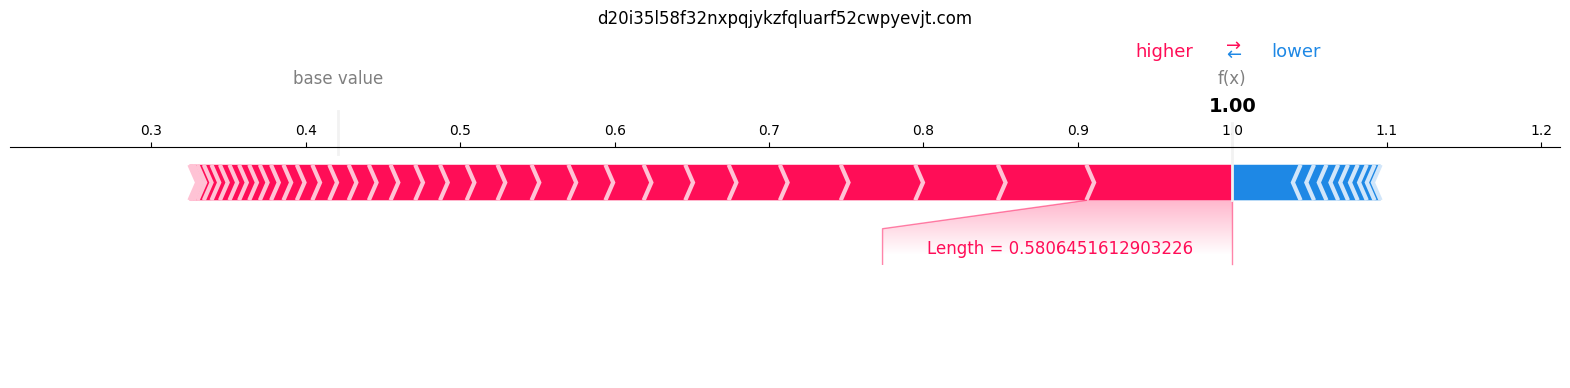 d20i35l58f32nxpqjykzfqluarf52cwpyevjt.com
higher ⇄ lower
base value f(x)
1.00
0.3 0.4 0.5 0.6 0.7 0.8 0.9 1.0 1.1 1.2
Length = 0.5806451612903226